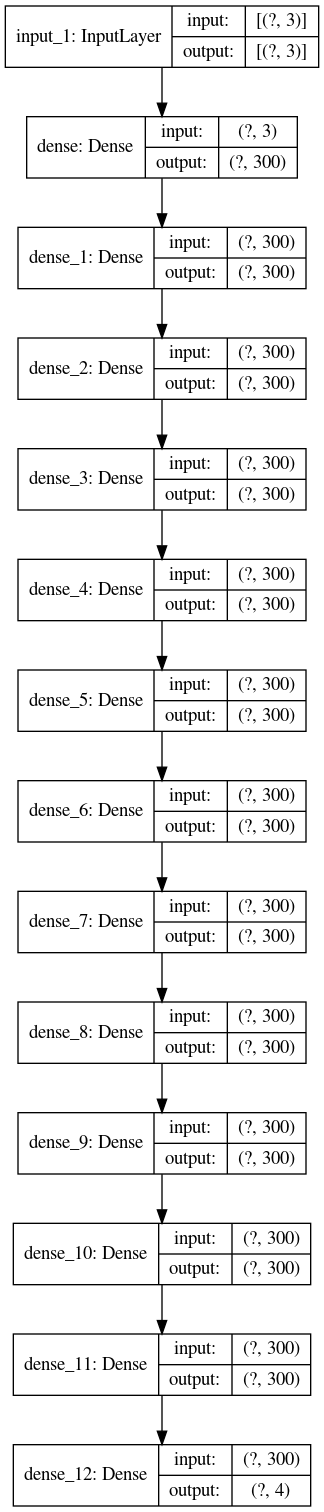 input_1: InputLayer input: [(?, 3)]
output: [(?, 3)]
dense: Dense input: (?, 3)
output: (?, 300)
dense_1: Dense input: (?, 300)
output: (?, 300)
dense_2: Dense input: (?, 300)
output: (?, 300)
dense_3: Dense input: (?, 300)
output: (?, 300)
dense_4: Dense input: (?, 300)
output: (?, 300)
dense_5: Dense input: (?, 300)
output: (?, 300)
dense_6: Dense input: (?, 300)
output: (?, 300)
dense_7: Dense input: (?, 300)
output: (?, 300)
dense_8: Dense input: (?, 300)
output: (?, 300)
dense_9: Dense input: (?, 300)
output: (?, 300)
dense_10: Dense input: (?, 300)
output: (?, 300)
dense_11: Dense input: (?, 300)
output: (?, 300)
dense_12: Dense input: (?, 300)
output: (?, 4)